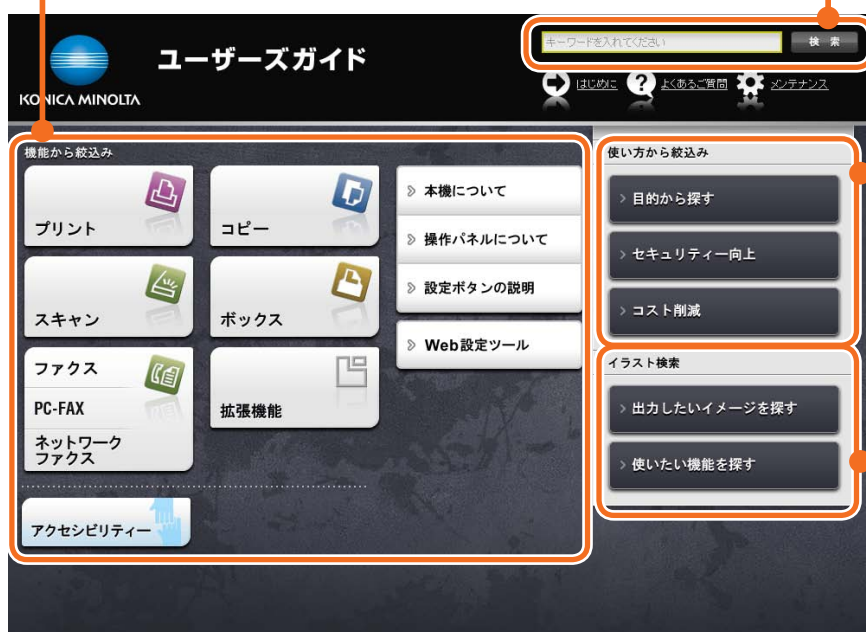 ユーザーズガイド
KONICA MINOLTA
キーワードを入れてください
検 索
はじめに
よくあるご質問
メンテナンス
機能から絞込み
プリント
コピー
スキャン
ボックス
ファクス
PC-FAX
ネットワーク
ファクス
拡張機能
アクセシビリティー
» 本機について
» 操作パネルについて
» 設定ボタンの説明
» Web設定ツール
使い方から絞込み
> 目的から探す
> セキュリティー向上
> コスト削減
イラスト検索
> 出力したいイメージを探す
> 使いたい機能を探す